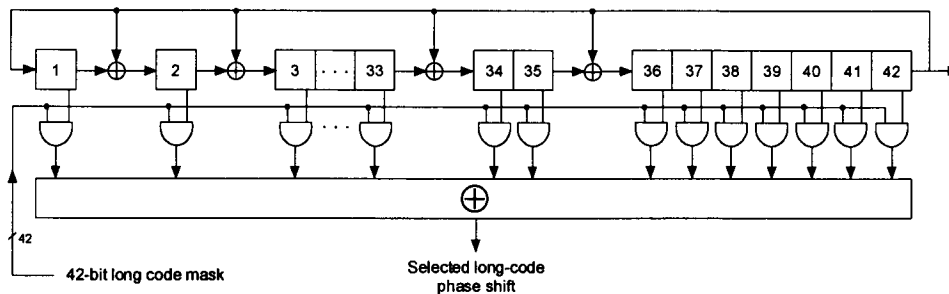 1 2 3 · · · 33 34 35 36 37 38 39 40 41 42
· · · ·
42
42-bit long code mask
Selected long-code
phase shift